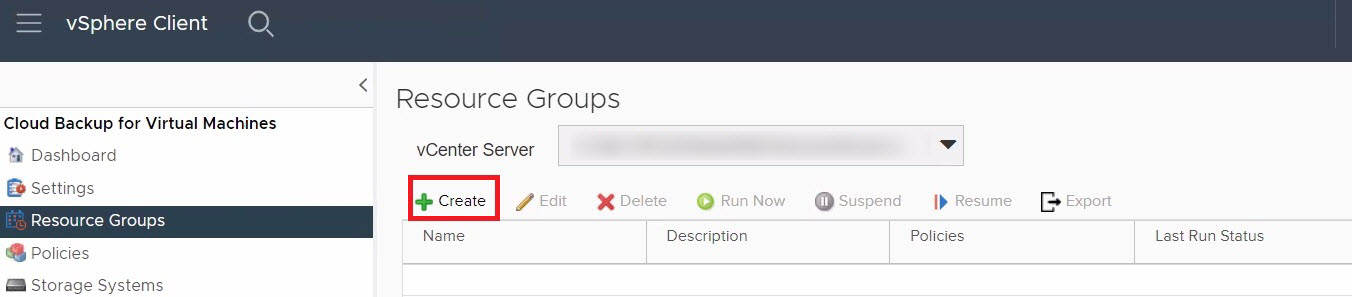 vSphere Client
Cloud Backup for Virtual Machines
Dashboard
Settings
Resource Groups
Policies
Storage Systems
Resource Groups
vCenter Server
Create Edit Delete Run Now Suspend Resume Export
Name Description Policies Last Run Status